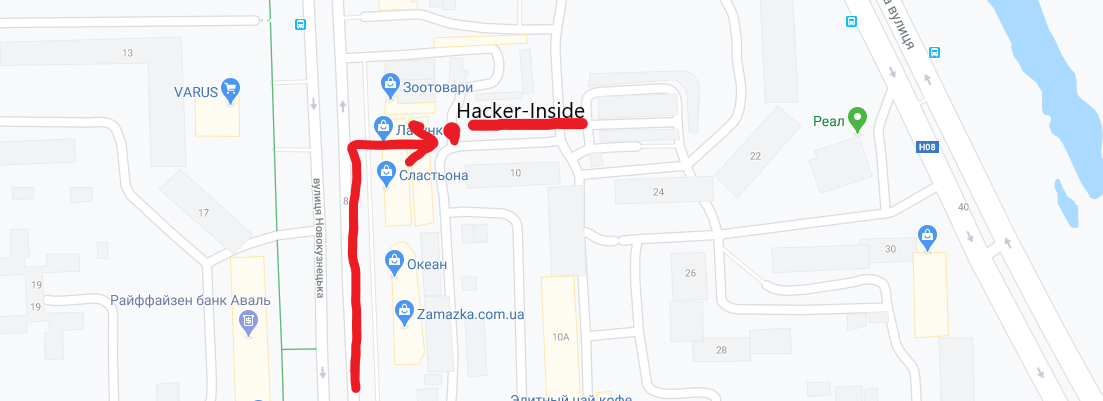 а вулиця
13
Зоотовари
VARUS
Hacker-Inside
Реал
22
H08
10
Сластьона
24
17
8
40
вулиця Новокузнецька
30
Океан
26
19
19
Райффайзен банк Аваль
Zamazka.com.ua
10А
28
Элитный чай кофе